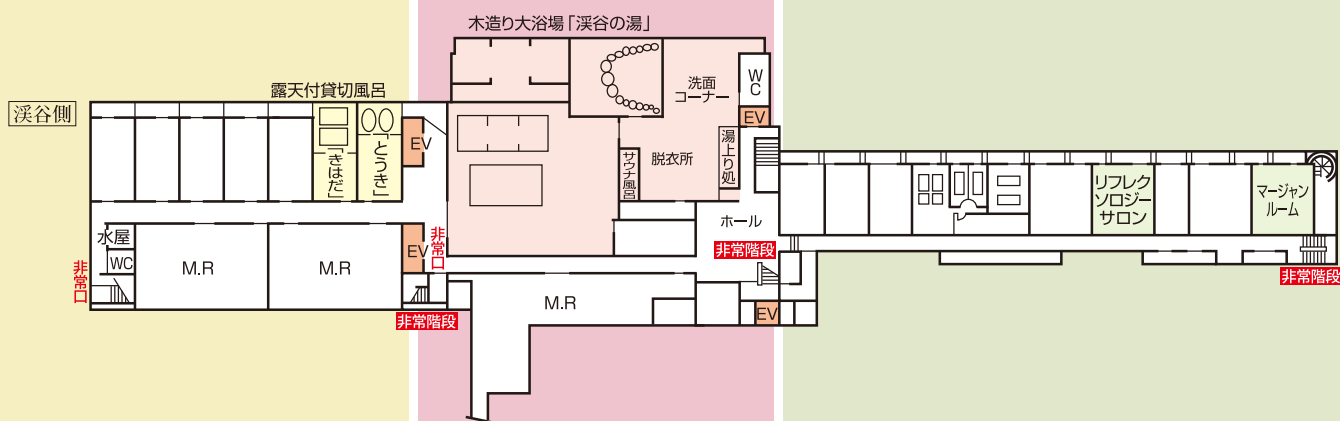 木造り大浴場「渓谷の湯」
露天付貸切風呂
渓谷側
洗面
コーナー
WC
EV
EV
「きはだ」
「とうき」
サウナ風呂
脱衣所
湯上り処
リフレク
ソロジー
サロン
マージャン
ルーム
ホール
水屋
WC
M.R
M.R
EV
非常口
非常口
非常階段
非常階段
M.R
EV
非常階段